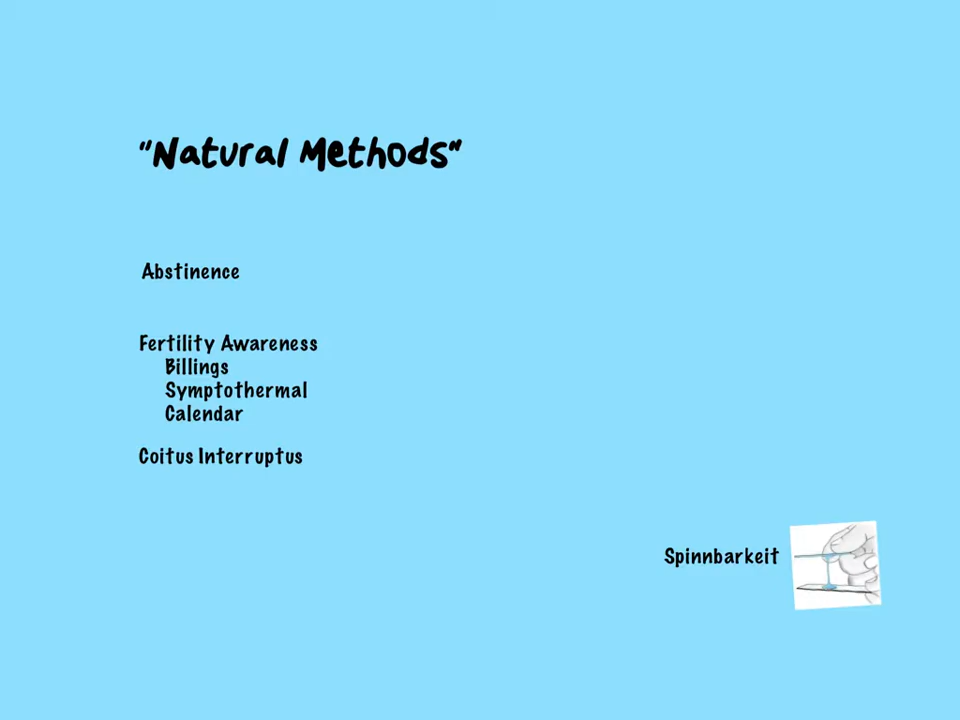 "Natural Methods"
Abstinence
Fertility Awareness
Billings
Symptothermal
Calendar
Coitus Interruptus
Spinnbarkeit